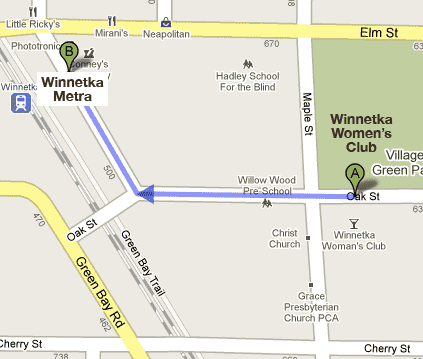 Little Ricky's
Mirani's
Neapolitan
Elm St
Phototronic
B
670
Conney's
Hadley School
For the Blind
Winnetka
Metra
Winnetka
Maple St
Winnetka
Women's
Club
Village
Green Pa
500
Willow Wood
Pre-School
A
Oak St
63
470
Oak St
Christ
Church
Winnetka
Woman's Club
Green Bay Trail
Green Bay Rd
462
Grace
Presbyterian
Church PCA
Cherry St
Cherry St
738